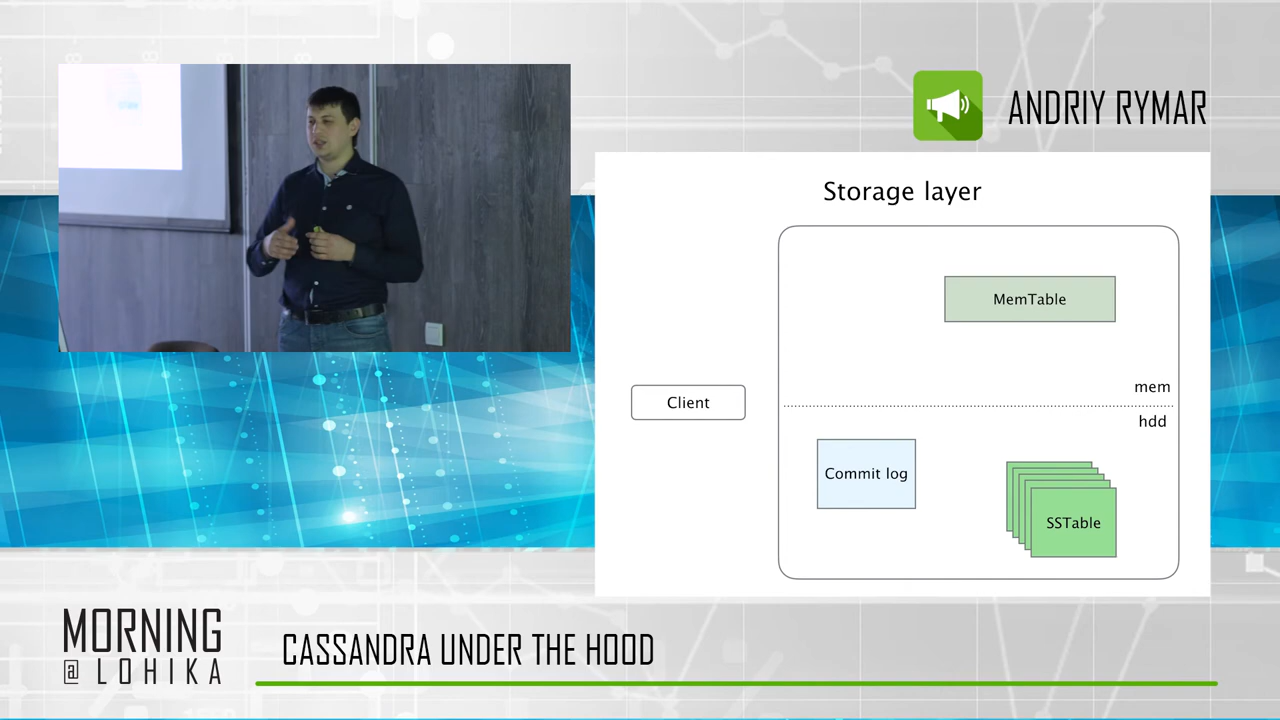 ANDRIY RYMAR
Storage layer
MemTable
mem
Client
hdd
Commit log
SSTable
MORNING
@ LOHIKA
CASSANDRA UNDER THE HOOD